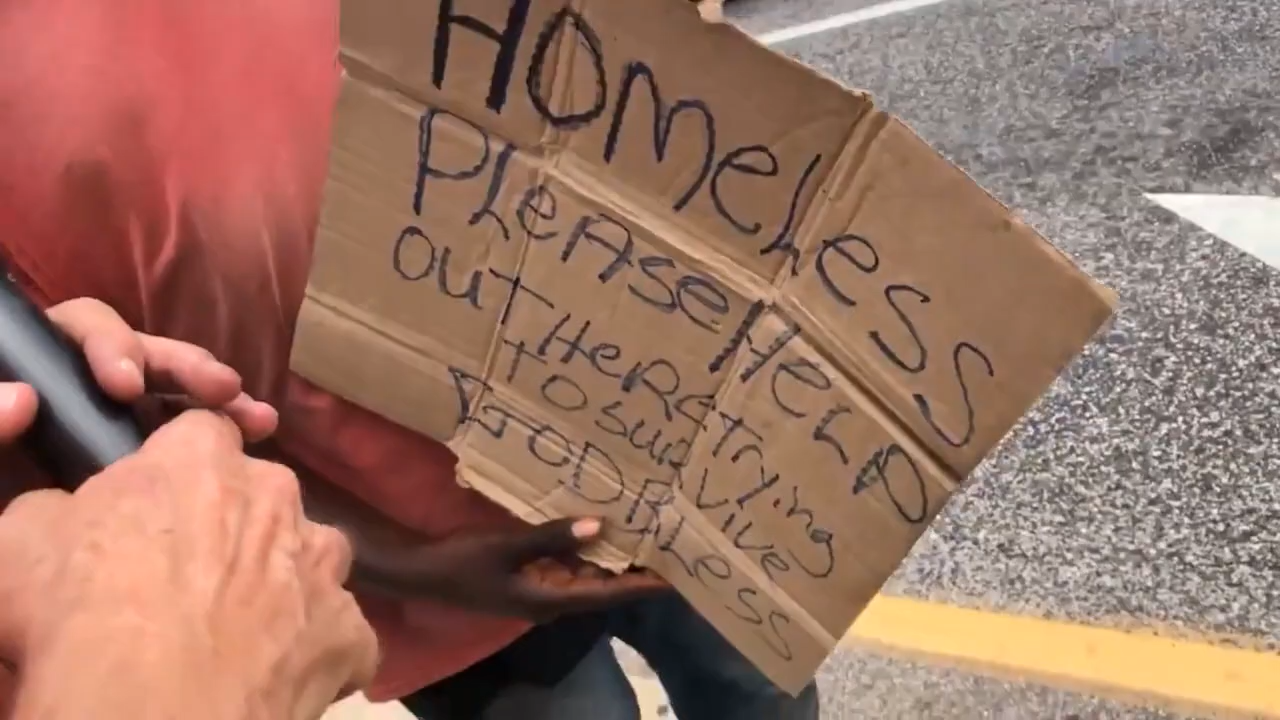 HOmeLess
PLeAse HeLP
OuT HeRe TRying
TO SuRVive
GOD BLess